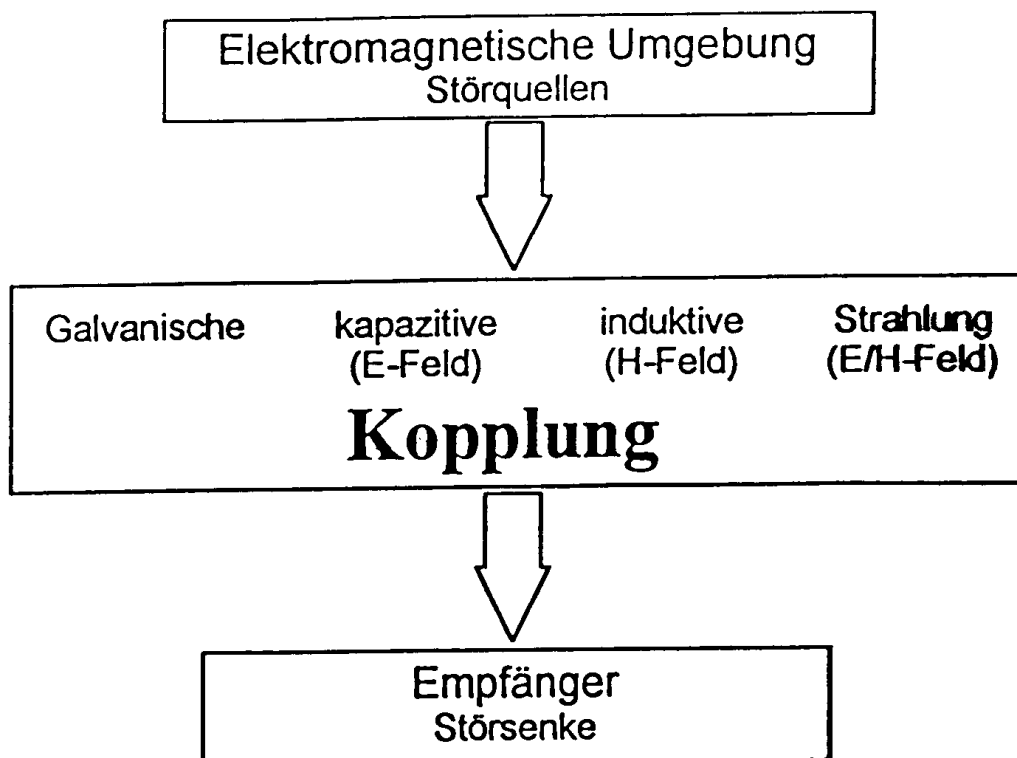 Elektromagnetische Umgebung
Störquellen
Galvanische kapazitive induktive Strahlung
(E-Feld) (H-Feld) (E/H-Feld)
Kopplung
Empfänger
Störsenke